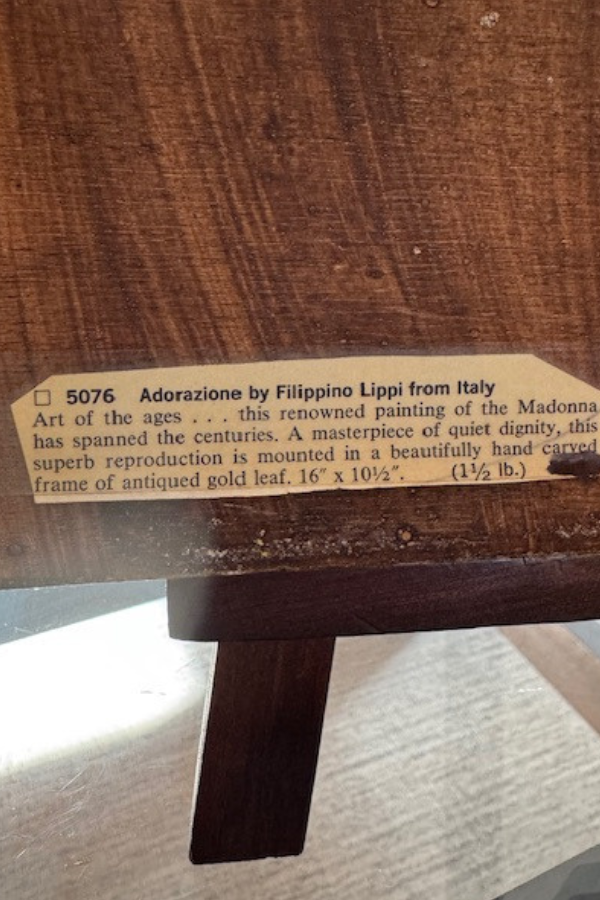 ☐ 5076 Adorazione by Filippino Lippi from Italy
Art of the ages . . . this renowned painting of the Madonna
has spanned the centuries. A masterpiece of quiet dignity, this
superb reproduction is mounted in a beautifully hand carved
frame of antiqued gold leaf. 16″ x 10½″. (1½ lb.)